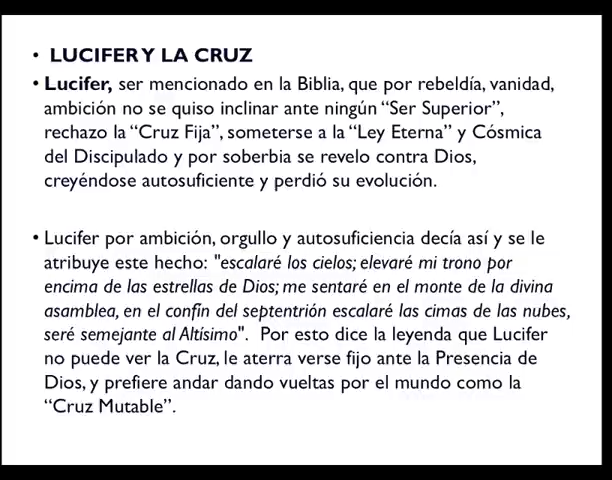 • LUCIFER Y LA CRUZ
• Lucifer, ser mencionado en la Biblia, que por rebeldía, vanidad,
ambición no se quiso inclinar ante ningún “Ser Superior”,
rechazo la “Cruz Fija”, someterse a la “Ley Eterna” y Cósmica
del Discipulado y por soberbia se revelo contra Dios,
creyéndose autosuficiente y perdió su evolución.
• Lucifer por ambición, orgullo y autosuficiencia decía así y se le
atribuye este hecho: "escalaré los cielos; elevaré mi trono por
encima de las estrellas de Dios; me sentaré en el monte de la divina
asamblea, en el confín del septentrión escalaré las cimas de las nubes,
seré semejante al Altísimo". Por esto dice la leyenda que Lucifer
no puede ver la Cruz, le aterra verse fijo ante la Presencia de
Dios, y prefiere andar dando vueltas por el mundo como la
“Cruz Mutable”.